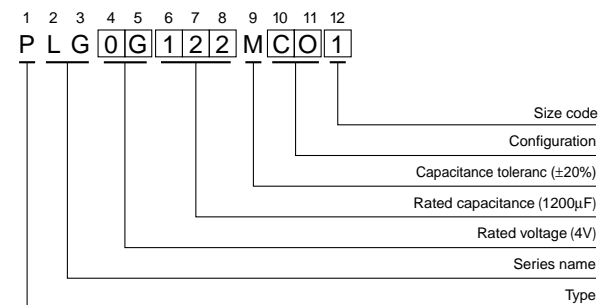 1 2 3 4 5 6 7 8 9 10 11 12
P L G 0 G 1 2 2 M C O 1
Size code
Configuration
Capacitance toleranc (±20%)
Rated capacitance (1200μF)
Rated voltage (4V)
Series name
Type